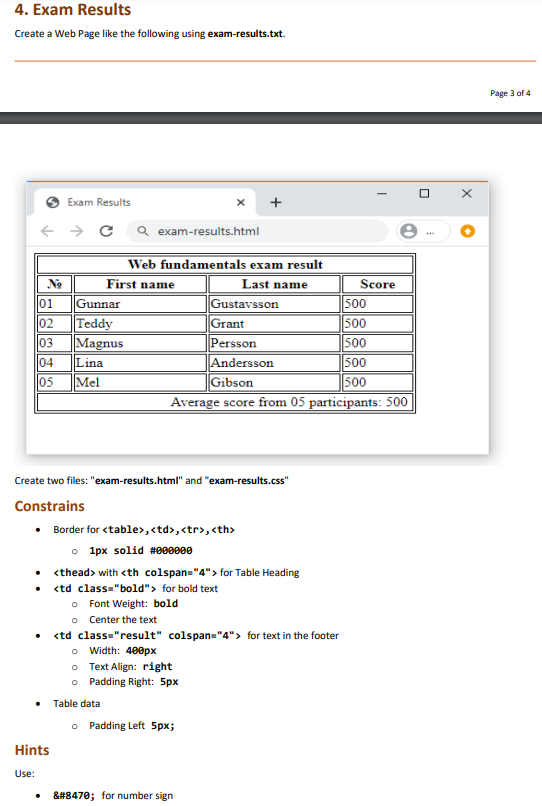 4. Exam Results
Create a Web Page like the following using exam-results.txt.
Page 3 of 4
Exam Results
exam-results.html
Web fundamentals exam result
№ First name Last name Score
01 Gunnar Gustavsson 500
02 Teddy Grant 500
03 Magnus Persson 500
04 Lina Andersson 500
05 Mel Gibson 500
Average score from 05 participants: 500
Create two files: "exam-results.html" and "exam-results.css"
Constrains
• Border for <table>,<td>,<tr>,<th>
o 1px solid #000000
• <thead> with <th colspan="4"> for Table Heading
• <td class="bold"> for bold text
o Font Weight: bold
o Center the text
• <td class="result" colspan="4"> for text in the footer
o Width: 400px
o Text Align: right
o Padding Right: 5px
• Table data
o Padding Left 5px;
Hints
Use:
• &#8470; for number sign